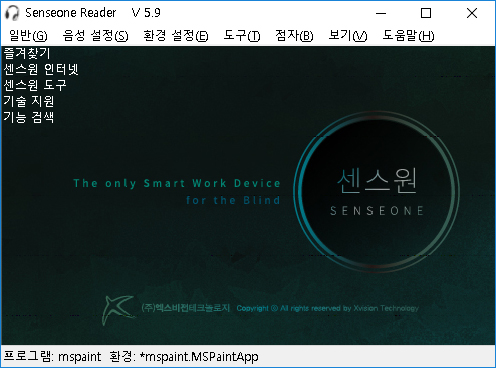 Senseone Reader V 5.9
일반(G) 음성 설정(S) 환경 설정(E) 도구(T) 점자(B) 보기(V) 도움말(H)
즐겨찾기
센스원 인터넷
센스원 도구
기술 지원
기능 검색
The only Smart Work Device
for the Blind
센스원
SENSEONE
(주)엑스비전테크놀로지 Copyright ⓒ All rights reserved by Xvision Technology
프로그램: mspaint 환경: *mspaint.MSPaintApp